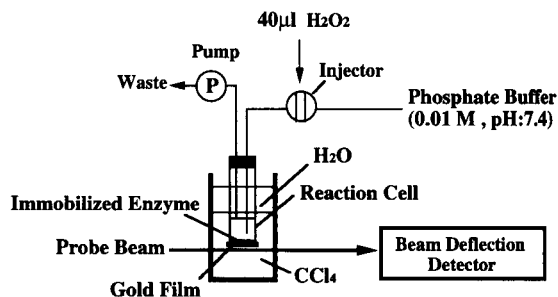 40μl H2O2
Pump
Injector
Waste
P
Phosphate Buffer
(0.01 M , pH:7.4)
H2O
Immobilized Enzyme
Reaction Cell
Probe Beam
Beam Deflection
Detector
CCl4
Gold Film